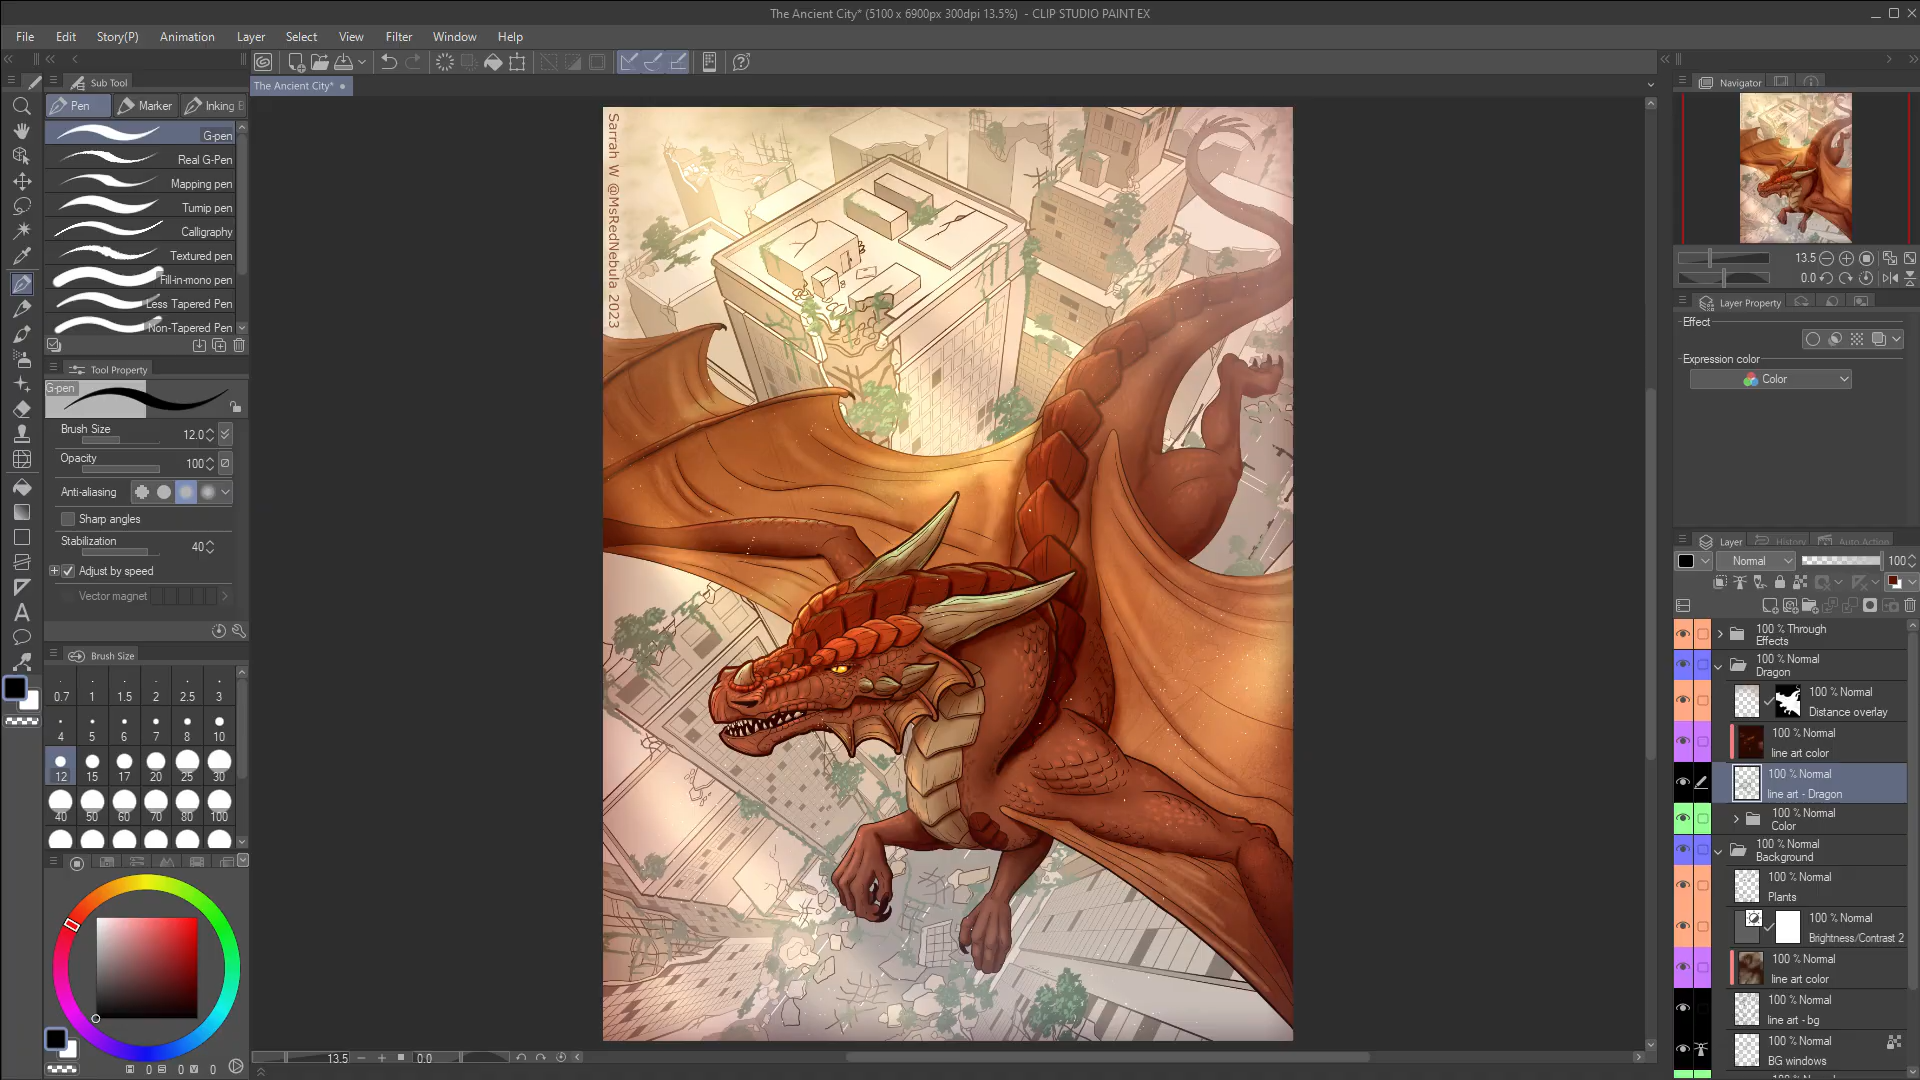 The Ancient City* (5100 x 6900px 300dpi 13.5%) - CLIP STUDIO PAINT EX
File Edit Story(P) Animation Layer Select View Filter Window Help
Sub Tool
The Ancient City*
Pen Marker Inking
G-pen
Real G-Pen
Mapping pen
Turnip pen
Calligraphy
Textured pen
Fill-in-mono pen
Less Tapered Pen
Non-Tapered Pen
Tool Property
G-pen
Brush Size 12.0
Opacity 100
Anti-aliasing
Sharp angles
Stabilization 40
Adjust by speed
Vector magnet
Brush Size
0.7 1 1.5 2 2.5 3
4 5 6 7 8 10
12 15 17 20 25 30
40 50 60 70 80 100
0 0 0
Sarrah W @MsRedNebula 2023
13.5 0.0
Navigator
13.5
0.0
Layer Property
Effect
Expression color
Color
Layer History Auto Action
Normal 100
100 % Through
Effects
100 % Normal
Dragon
100 % Normal
Distance overlay
100 % Normal
line art color
100 % Normal
line art - Dragon
100 % Normal
Color
100 % Normal
Background
100 % Normal
Plants
100 % Normal
Brightness/Contrast 2
100 % Normal
line art color
100 % Normal
line art - bg
100 % Normal
BG windows